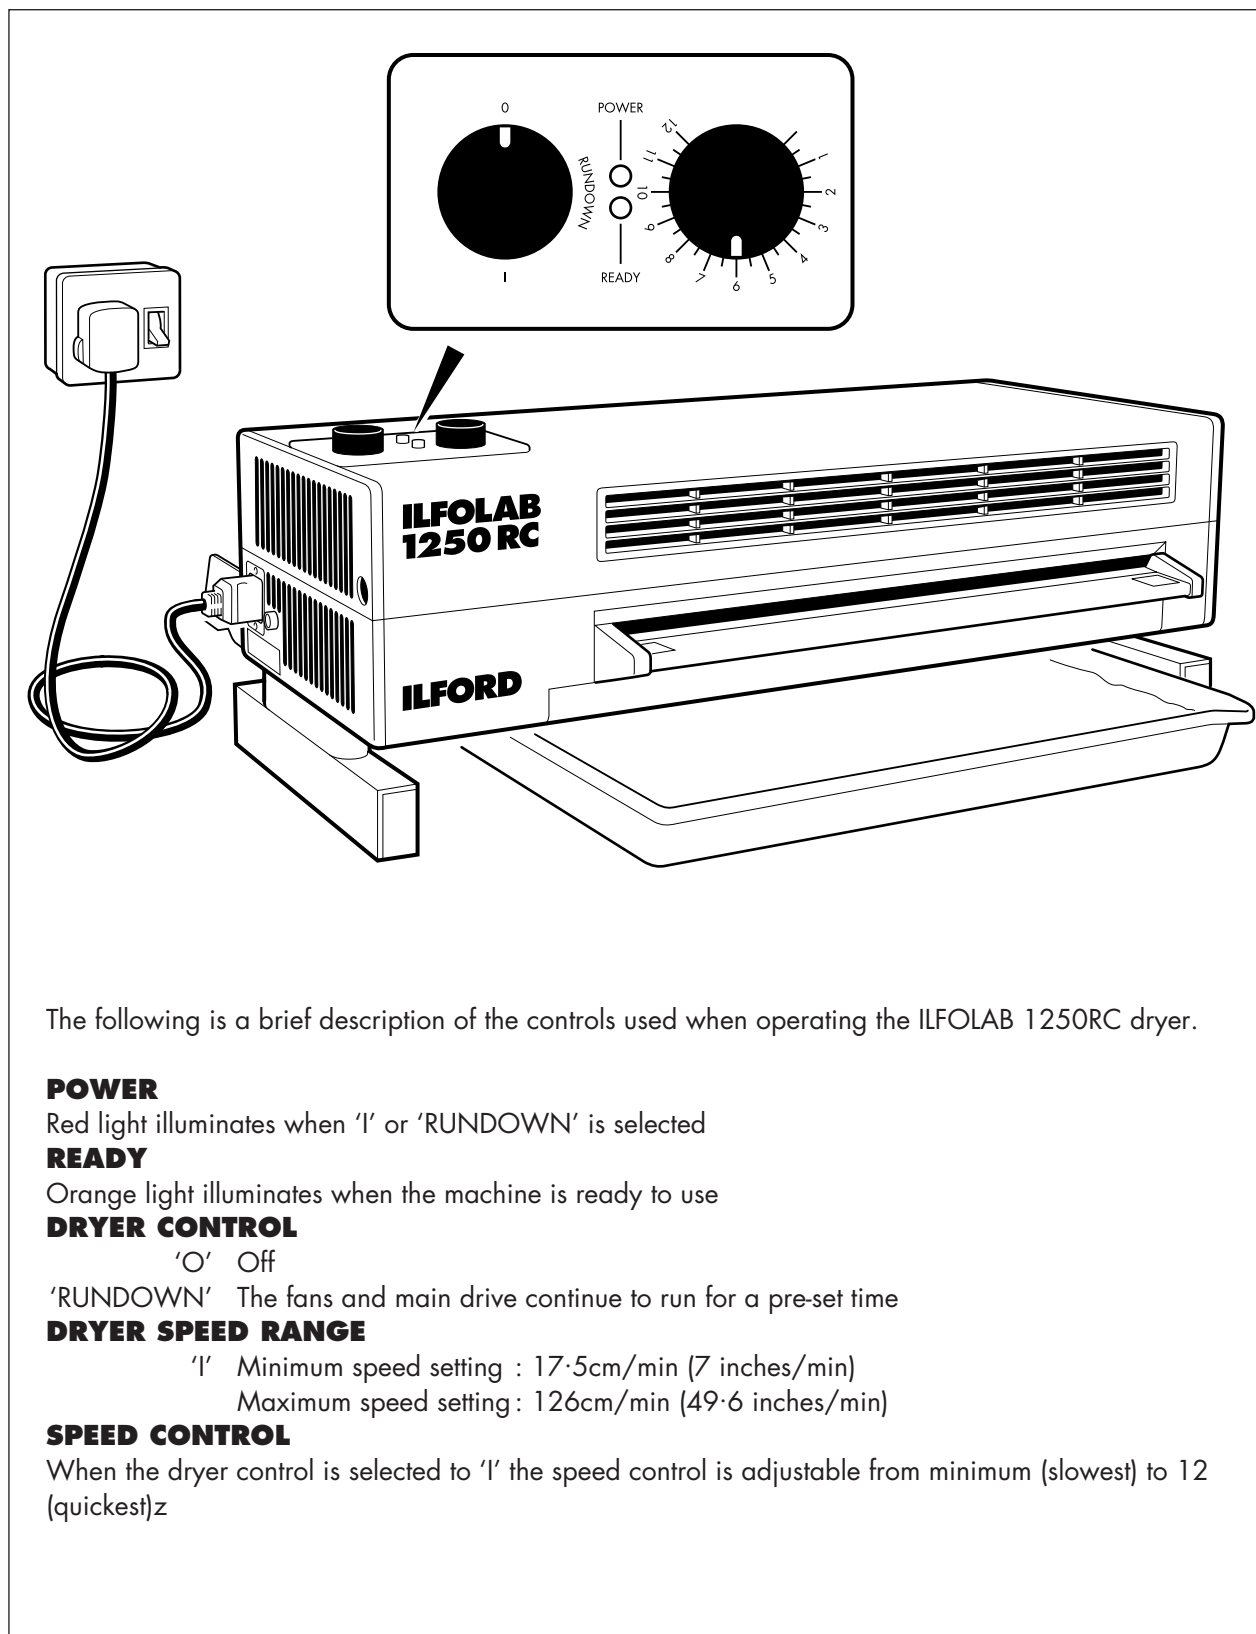 0
POWER
RUNDOWN
I
READY
12
11
10
9
8
7
6
5
4
3
2
1
ILFOLAB
1250 RC
ILFORD
The following is a brief description of the controls used when operating the ILFOLAB 1250RC dryer.
POWER
Red light illuminates when ‘I’ or ‘RUNDOWN’ is selected
READY
Orange light illuminates when the machine is ready to use
DRYER CONTROL
‘O’ Off
‘RUNDOWN’ The fans and main drive continue to run for a pre-set time
DRYER SPEED RANGE
‘I’ Minimum speed setting : 17·5cm/min (7 inches/min)
Maximum speed setting : 126cm/min (49·6 inches/min)
SPEED CONTROL
When the dryer control is selected to ‘I’ the speed control is adjustable from minimum (slowest) to 12
(quickest)z